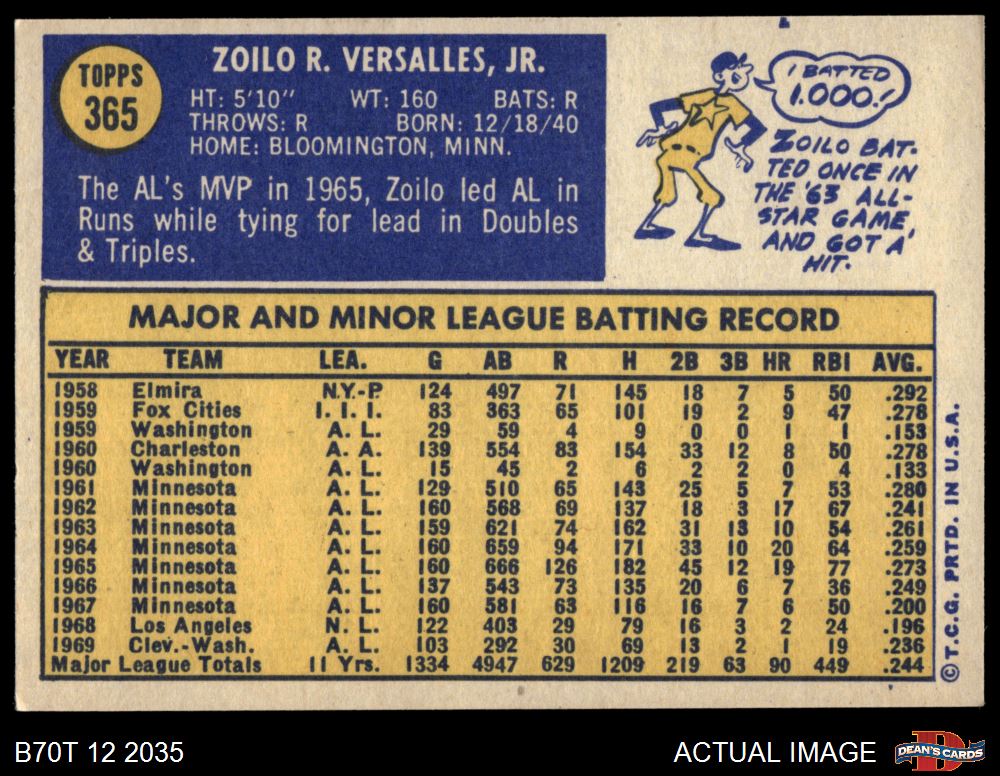 TOPPS
365
ZOILO R. VERSALLES, JR.
HT: 5'10" WT: 160 BATS: R
THROWS: R BORN: 12/18/40
HOME: BLOOMINGTON, MINN.
The AL's MVP in 1965, Zoilo led AL in
Runs while tying for lead in Doubles
& Triples.
I BATTED
1.000!
ZOILO BAT-
TED ONCE IN
THE '63 ALL-
STAR GAME,
AND GOT A
HIT.
MAJOR AND MINOR LEAGUE BATTING RECORD
YEAR TEAM LEA. G AB R H 2B 3B HR RBI AVG.
1958 Elmira N.Y.-P. 124 497 71 145 18 7 5 50 .292
1959 Fox Cities I. I. I. 83 363 65 101 19 2 9 47 .278
1959 Washington A. L. 29 59 4 9 0 0 1 1 .153
1960 Charleston A. A. 139 554 83 154 33 12 8 50 .278
1960 Washington A. L. 15 45 2 6 2 2 0 4 .133
1961 Minnesota A. L. 129 510 65 143 25 5 7 53 .280
1962 Minnesota A. L. 160 568 69 137 18 3 17 67 .241
1963 Minnesota A. L. 159 621 74 162 31 13 10 54 .261
1964 Minnesota A. L. 160 659 94 171 33 10 20 64 .259
1965 Minnesota A. L. 160 666 126 182 45 12 19 77 .273
1966 Minnesota A. L. 137 543 73 135 20 6 7 36 .249
1967 Minnesota A. L. 160 581 63 116 16 7 6 50 .200
1968 Los Angeles N. L. 122 403 29 79 16 3 2 24 .196
1969 Clev.-Wash. A. L. 103 292 30 69 13 2 1 19 .236
Major League Totals 11 Yrs. 1334 4947 629 1209 219 63 90 449 .244
©T.C.G. PRTD. IN U.S.A.
B70T 12 2035 ACTUAL IMAGE
DEAN'S CARDS